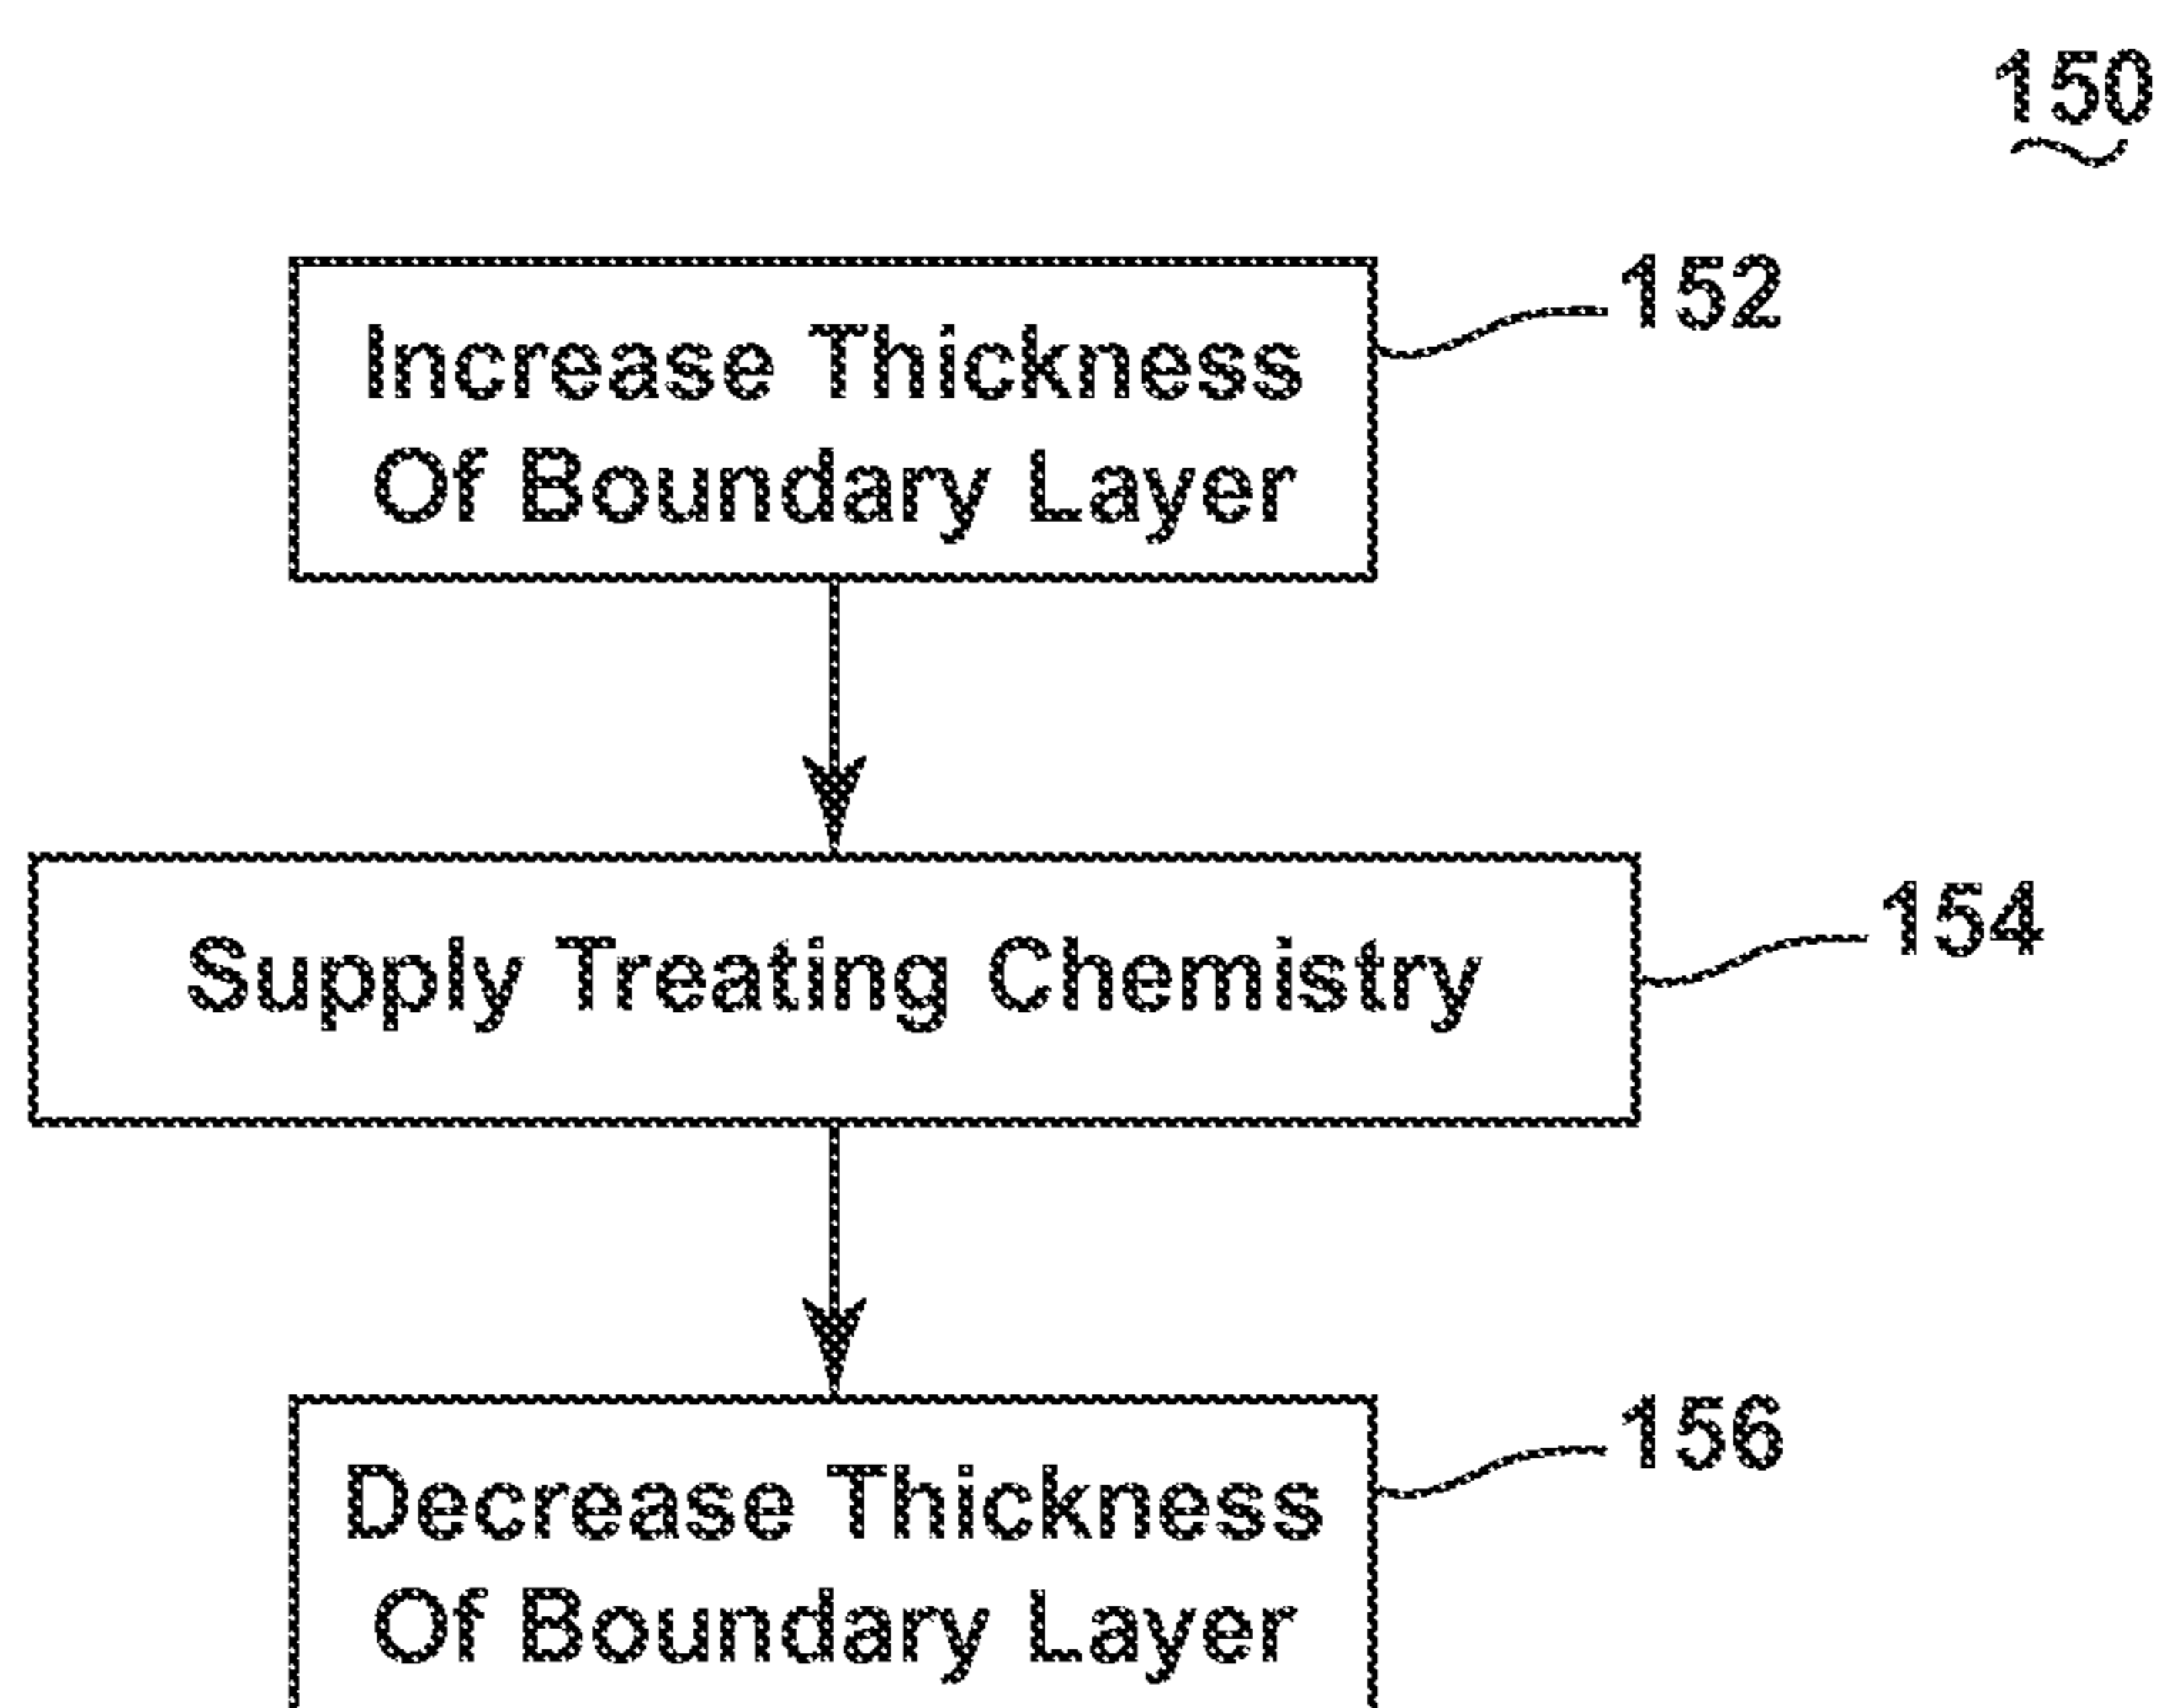 150
Increase Thickness
Of Boundary Layer
152
Supply Treating Chemistry
154
Decrease Thickness
Of Boundary Layer
156